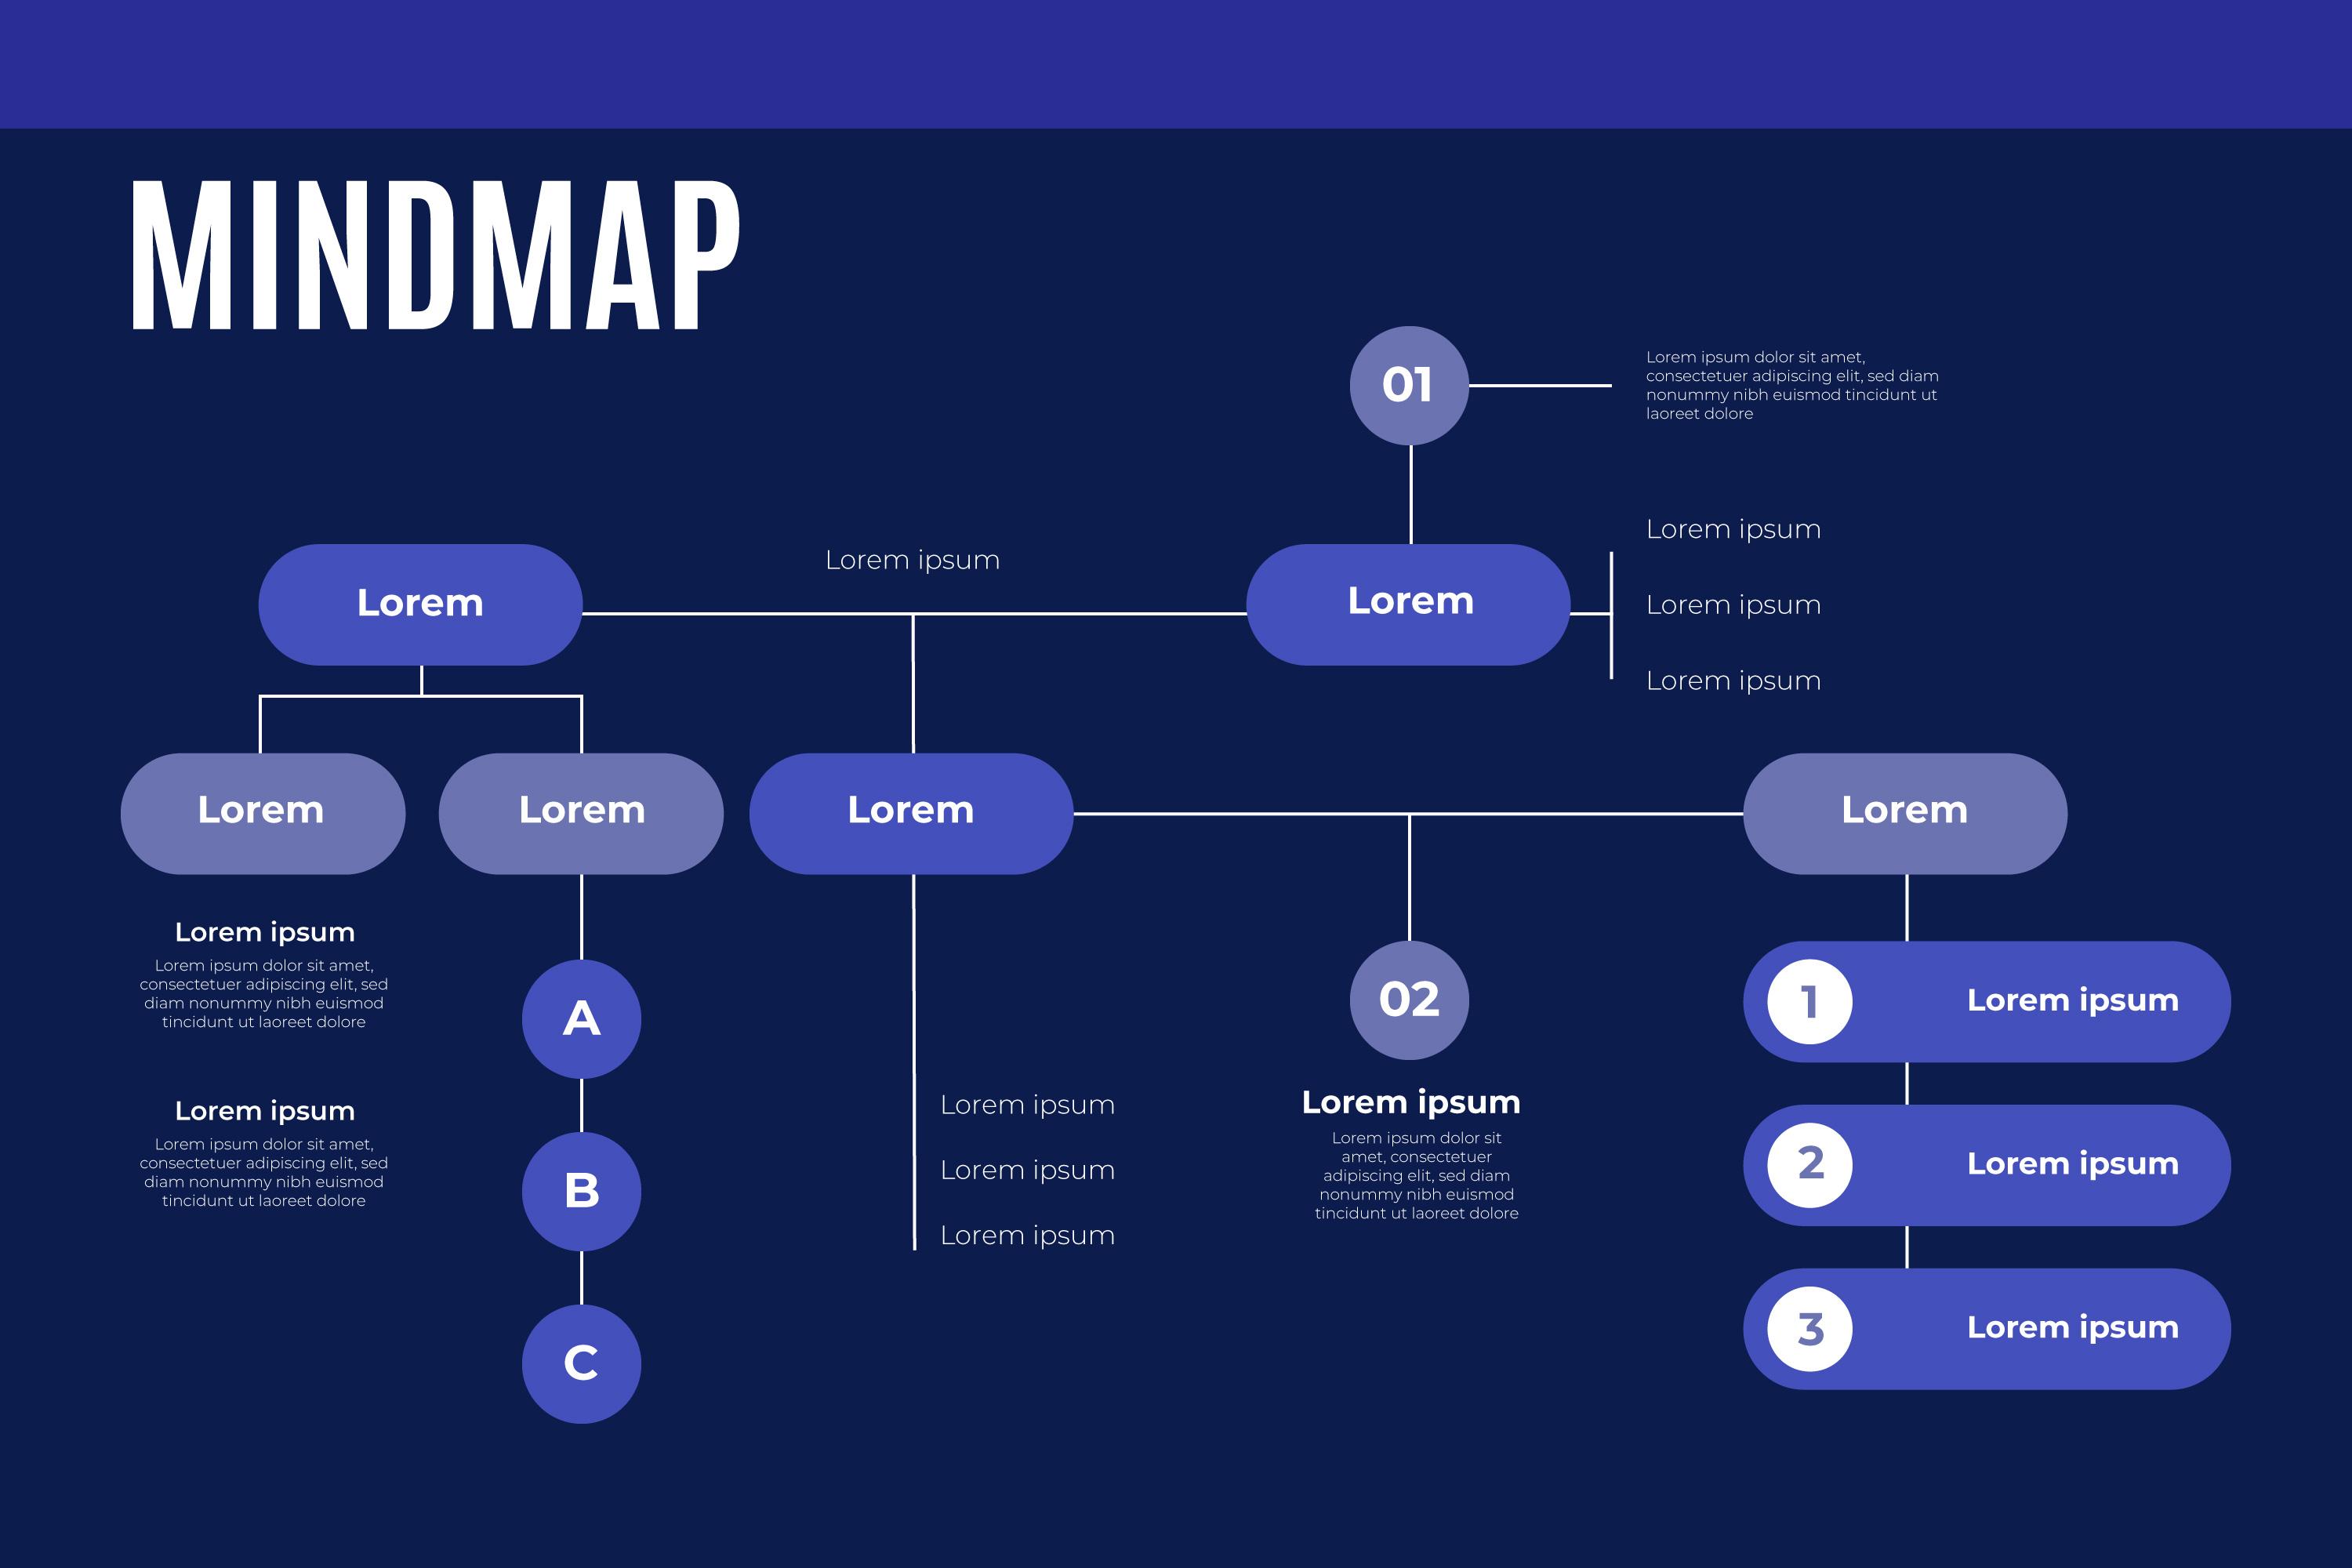 MINDMAP
01
Lorem ipsum dolor sit amet,
consectetuer adipiscing elit, sed diam
nonummy nibh euismod tincidunt ut
laoreet dolore
Lorem
Lorem ipsum
Lorem
Lorem ipsum
Lorem ipsum
Lorem ipsum
Lorem
Lorem
Lorem
Lorem
Lorem ipsum
Lorem ipsum dolor sit amet,
consectetuer adipiscing elit, sed
diam nonummy nibh euismod
tincidunt ut laoreet dolore
Lorem ipsum
Lorem ipsum dolor sit amet,
consectetuer adipiscing elit, sed
diam nonummy nibh euismod
tincidunt ut laoreet dolore
A
B
C
Lorem ipsum
Lorem ipsum
Lorem ipsum
02
Lorem ipsum
Lorem ipsum dolor sit
amet, consectetuer
adipiscing elit, sed diam
nonummy nibh euismod
tincidunt ut laoreet dolore
1 Lorem ipsum
2 Lorem ipsum
3 Lorem ipsum